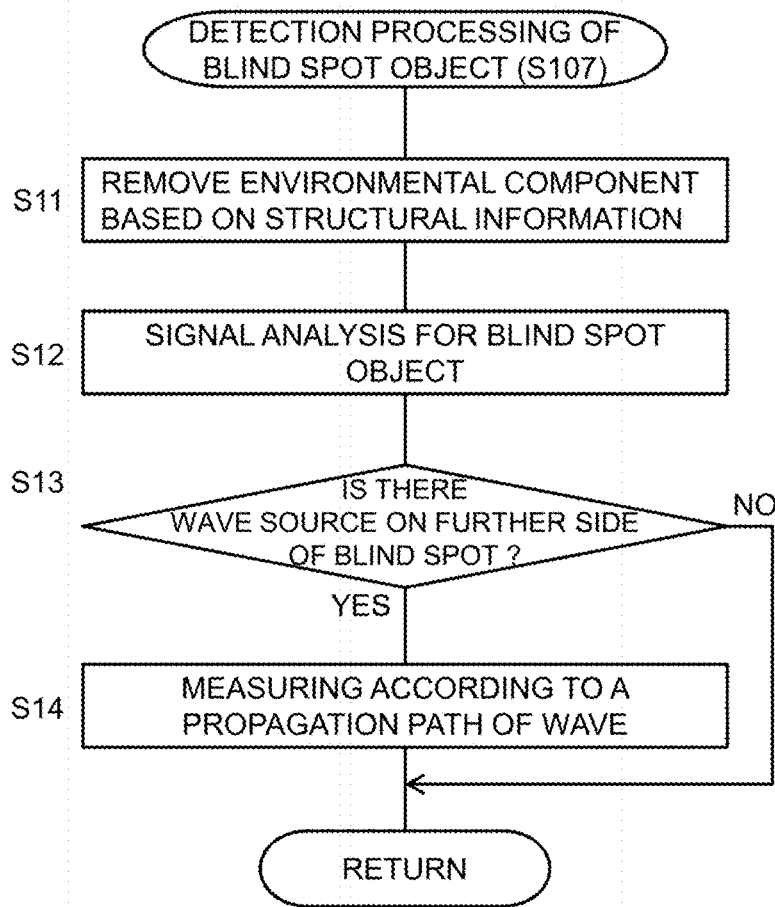 DETECTION PROCESSING OF
BLIND SPOT OBJECT (S107)
S11
REMOVE ENVIRONMENTAL COMPONENT
BASED ON STRUCTURAL INFORMATION
S12
SIGNAL ANALYSIS FOR BLIND SPOT
OBJECT
S13
IS THERE
WAVE SOURCE ON FURTHER SIDE
OF BLIND SPOT ?
NO
YES
S14
MEASURING ACCORDING TO A
PROPAGATION PATH OF WAVE
RETURN